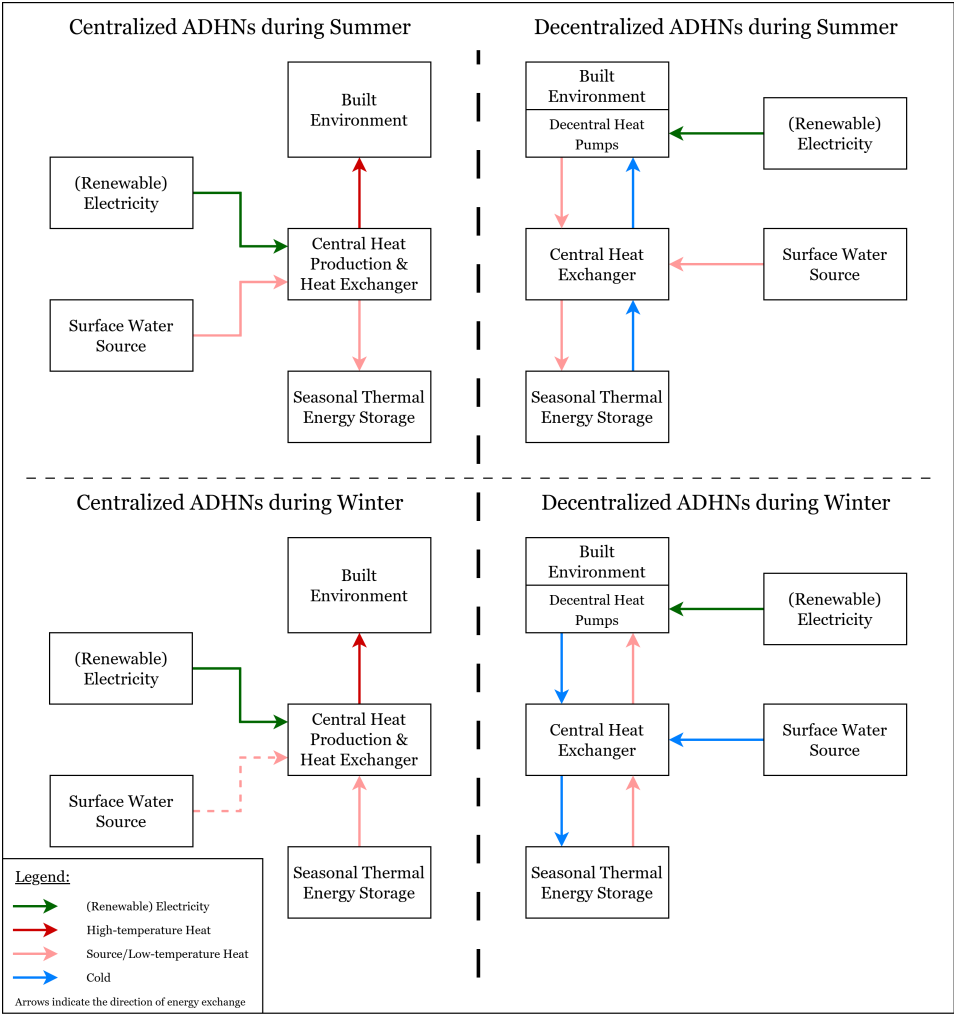 Centralized ADHNs during Summer
Built
Environment
(Renewable)
Electricity
Central Heat
Production &
Heat Exchanger
Surface Water
Source
Seasonal Thermal
Energy Storage
Decentralized ADHNs during Summer
Built
Environment
Decentral Heat
Pumps
(Renewable)
Electricity
Central Heat
Exchanger
Surface Water
Source
Seasonal Thermal
Energy Storage
Centralized ADHNs during Winter
Built
Environment
(Renewable)
Electricity
Central Heat
Production &
Heat Exchanger
Surface Water
Source
Seasonal Thermal
Energy Storage
Decentralized ADHNs during Winter
Built
Environment
Decentral Heat
Pumps
(Renewable)
Electricity
Central Heat
Exchanger
Surface Water
Source
Seasonal Thermal
Energy Storage
Legend:
(Renewable) Electricity
High-temperature Heat
Source/Low-temperature Heat
Cold
Arrows indicate the direction of energy exchange